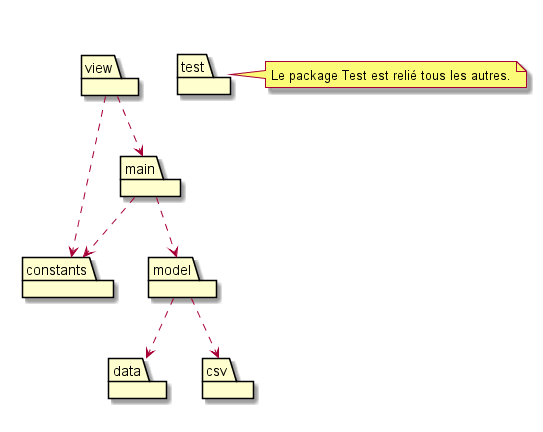 view
test
Le package Test est relié tous les autres.
main
constants
model
data
csv